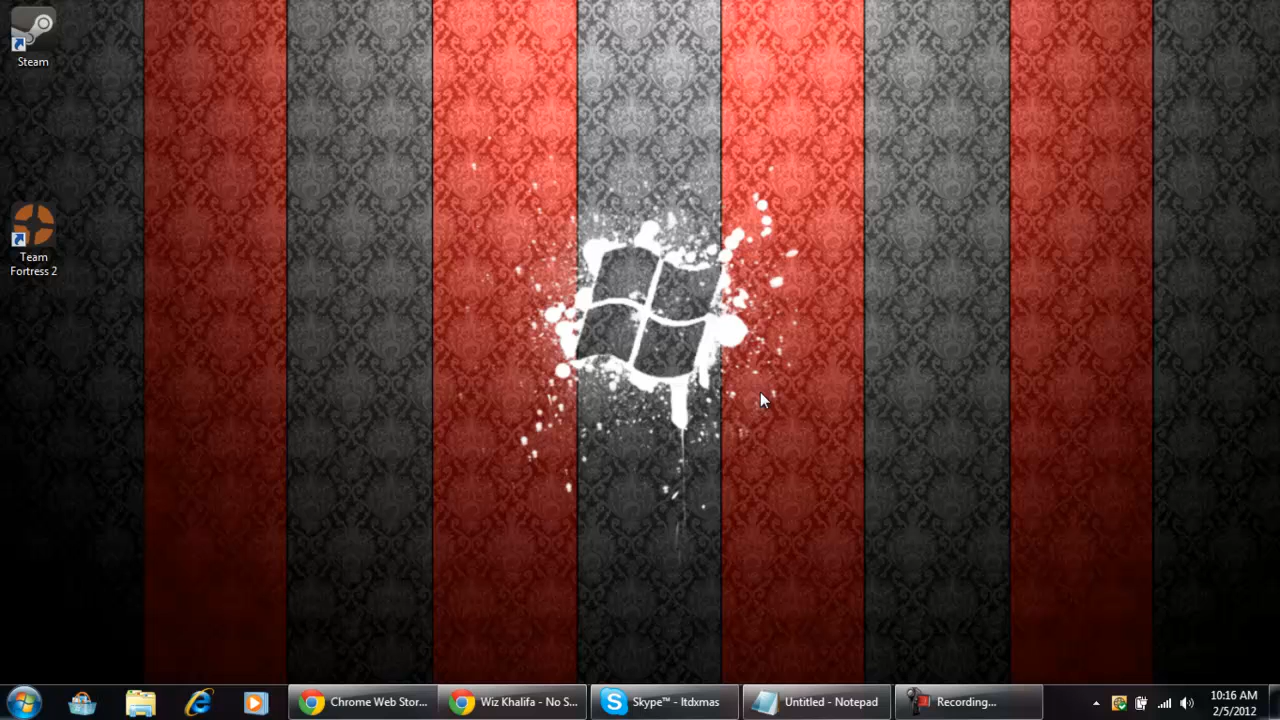 Steam
Team
Fortress 2
Chrome Web Stor...
Wiz Khalifa - No S...
Skype™ - ltdxmas
Untitled - Notepad
Recording...
10:16 AM
2/5/2012